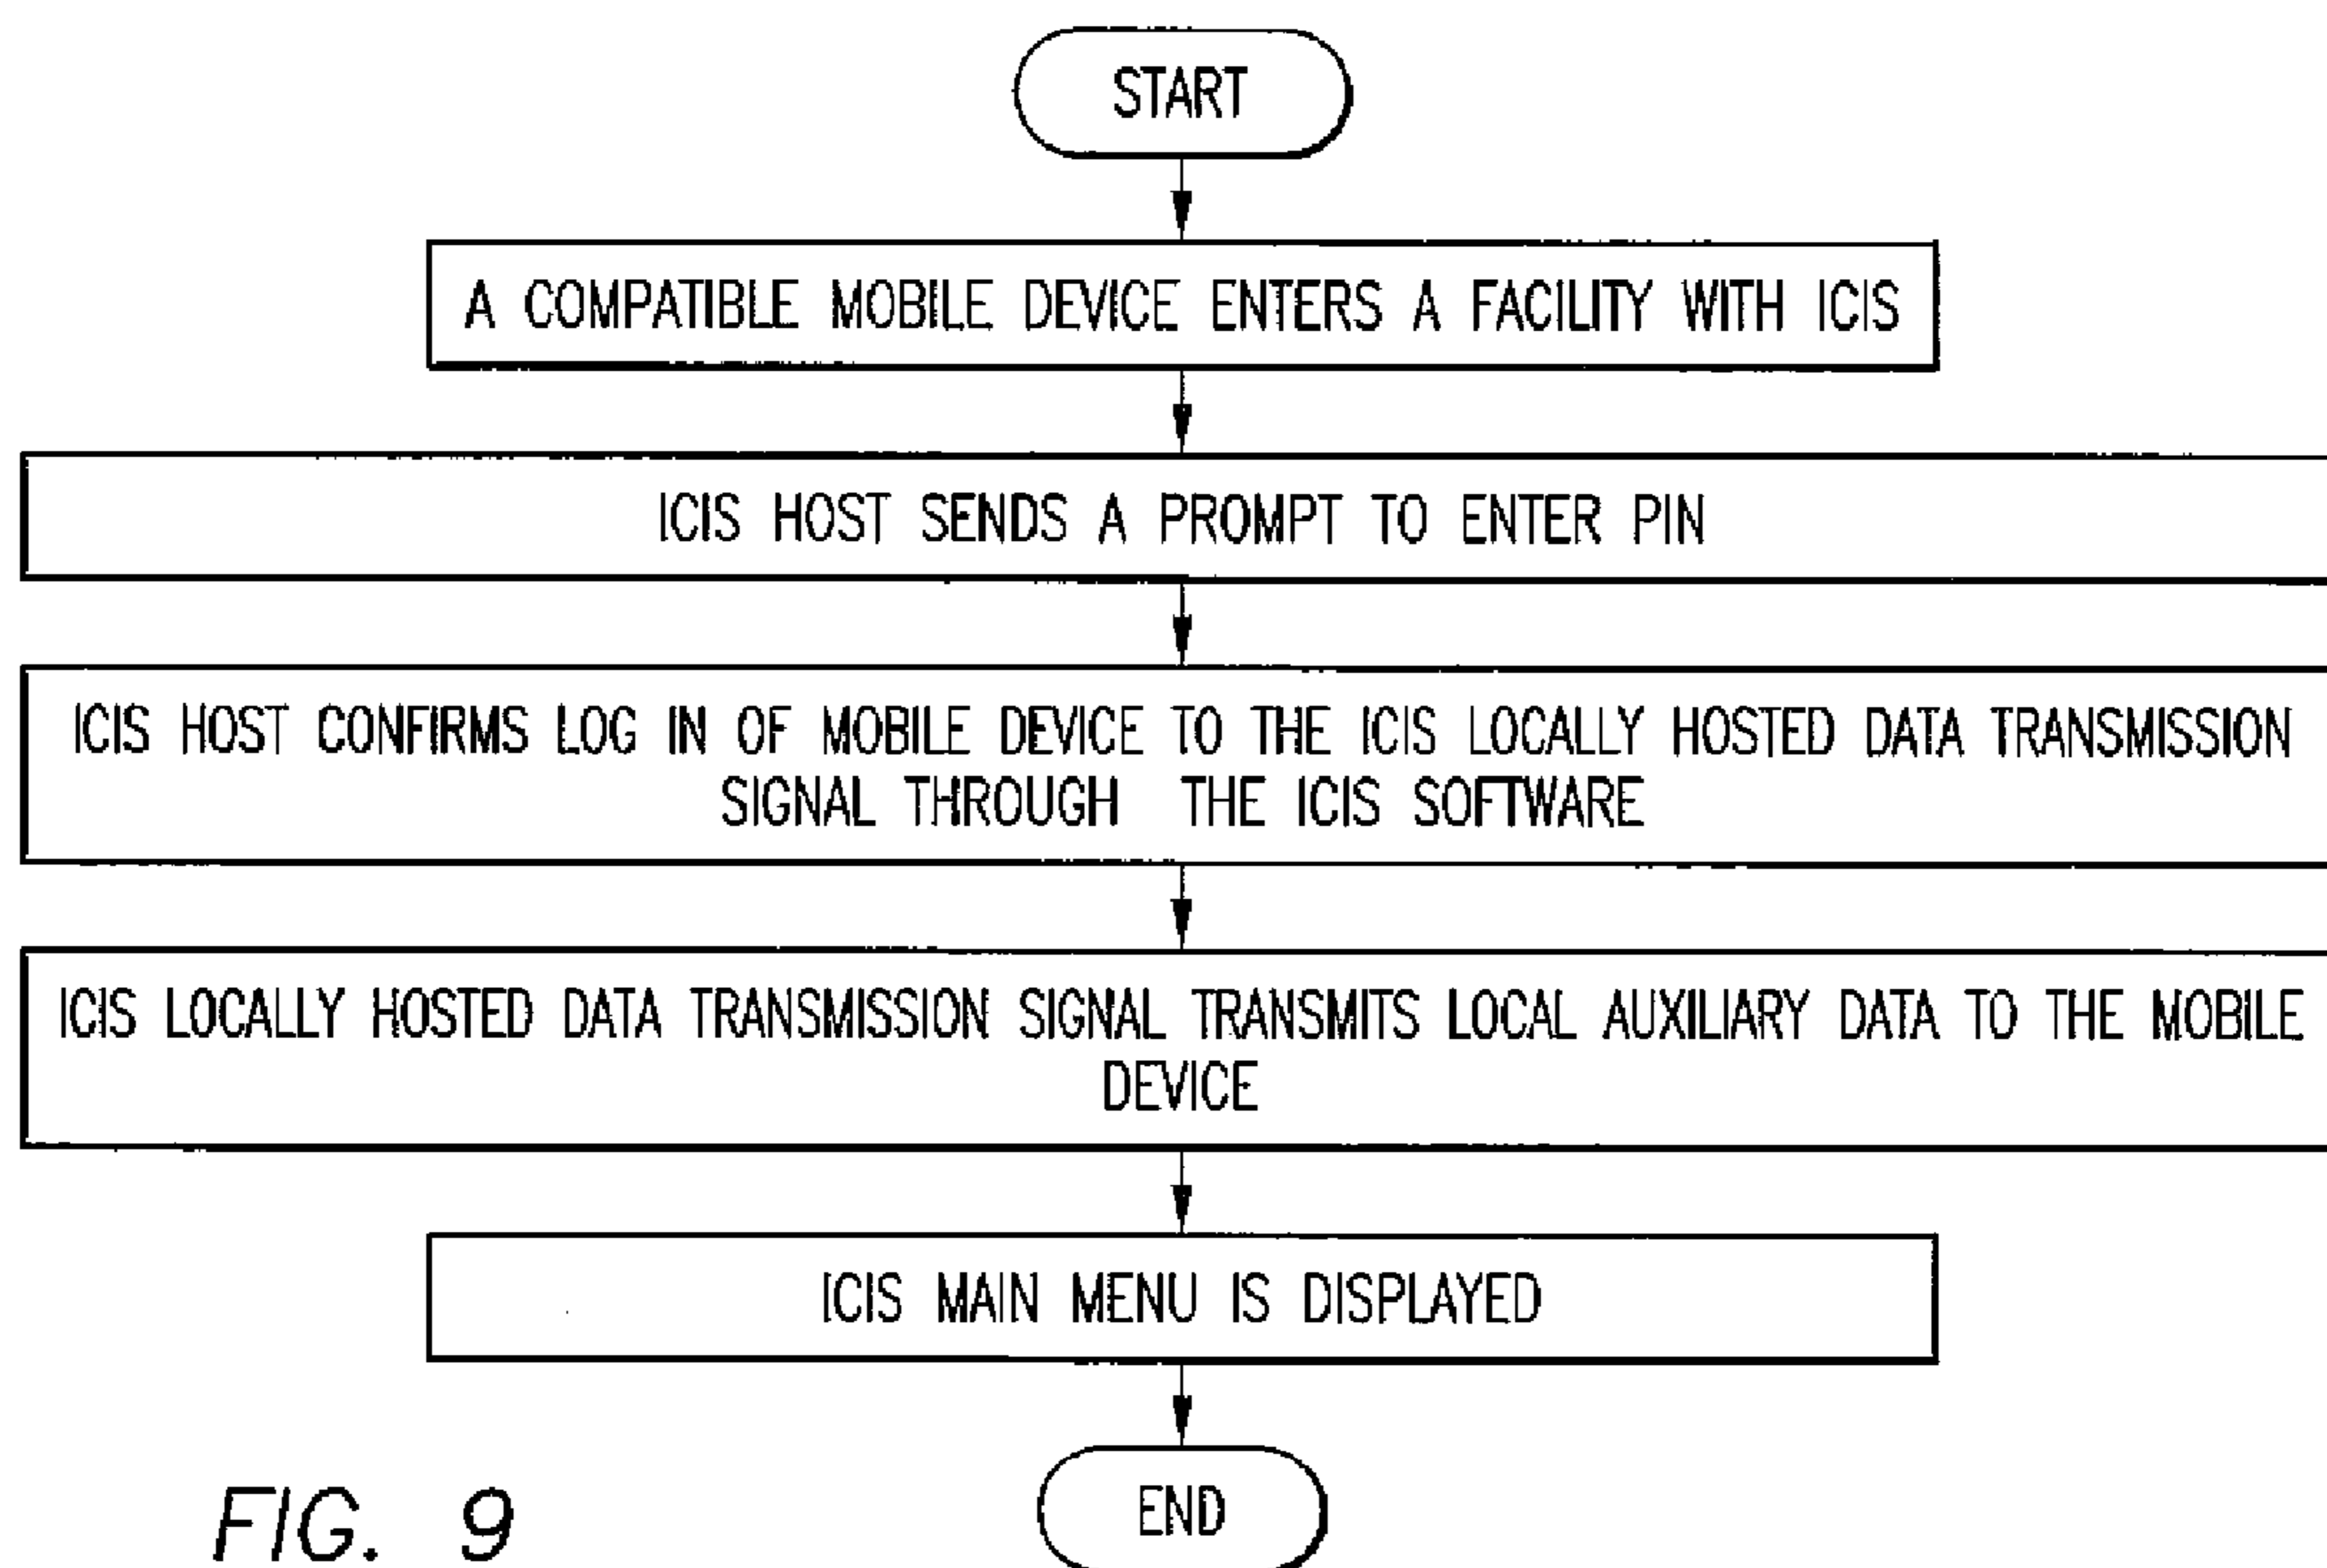 START
A COMPATIBLE MOBILE DEVICE ENTERS A FACILITY WITH ICIS
ICIS HOST SENDS A PROMPT TO ENTER PIN
ICIS HOST CONFIRMS LOG IN OF MOBILE DEVICE TO THE ICIS LOCALLY HOSTED DATA TRANSMISSION
SIGNAL THROUGH THE ICIS SOFTWARE
ICIS LOCALLY HOSTED DATA TRANSMISSION SIGNAL TRANSMITS LOCAL AUXILIARY DATA TO THE MOBILE
DEVICE
ICIS MAIN MENU IS DISPLAYED
END
FIG. 9